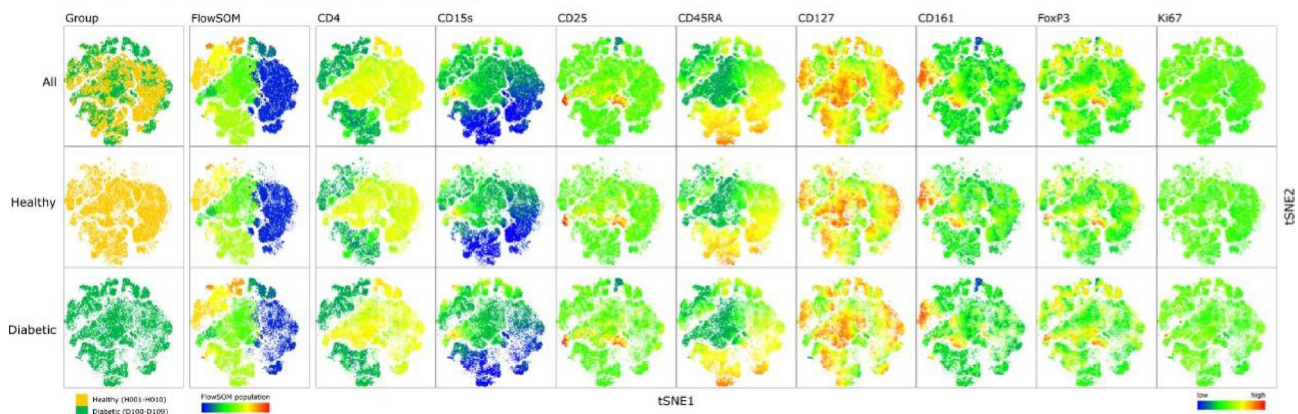 Group FlowSOM CD4 CD15s CD25 CD45RA CD127 CD161 FoxP3 Ki67
All
Healthy
tSNE2
Diabetic
Healthy (H001-H010)
Diabetic (D100-D109)
FlowSOM population
tSNE1
low high